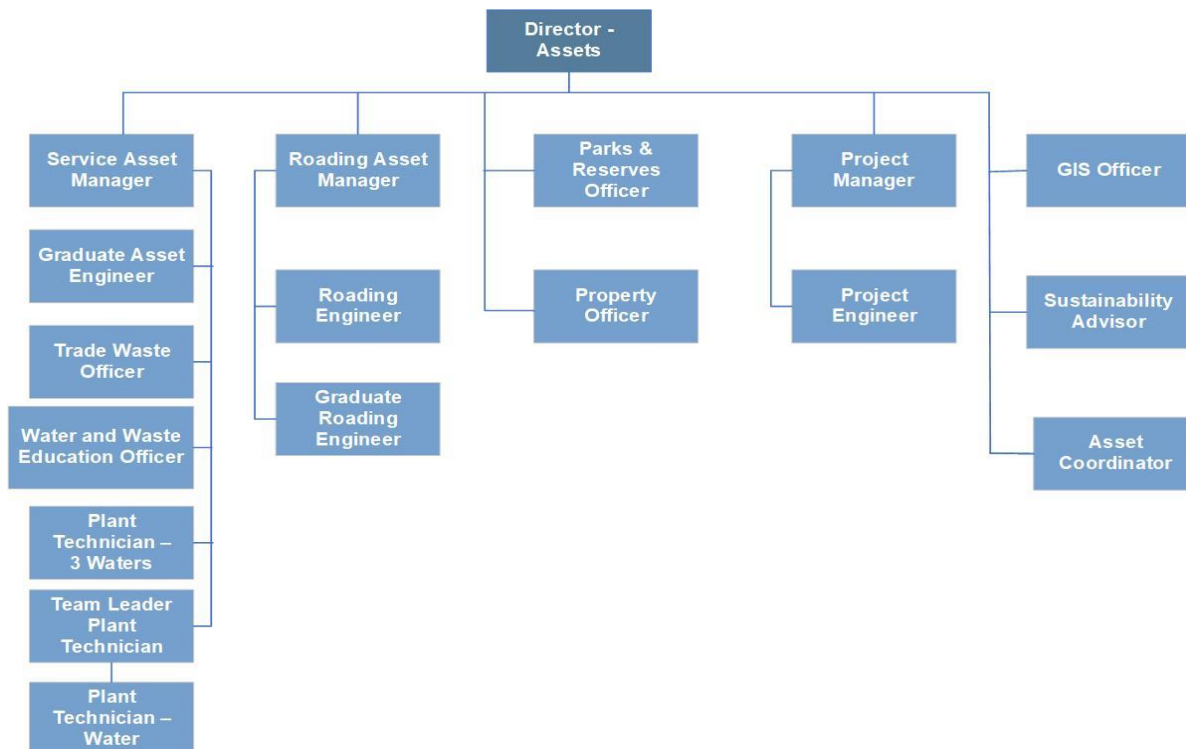 Director -
Assets
Service Asset
Manager
Graduate Asset
Engineer
Trade Waste
Officer
Water and Waste
Education Officer
Plant
Technician –
3 Waters
Team Leader
Plant
Technician
Plant
Technician –
Water
Roading Asset
Manager
Roading
Engineer
Graduate
Roading
Engineer
Parks &
Reserves
Officer
Property
Officer
Project
Manager
Project
Engineer
GIS Officer
Sustainability
Advisor
Asset
Coordinator